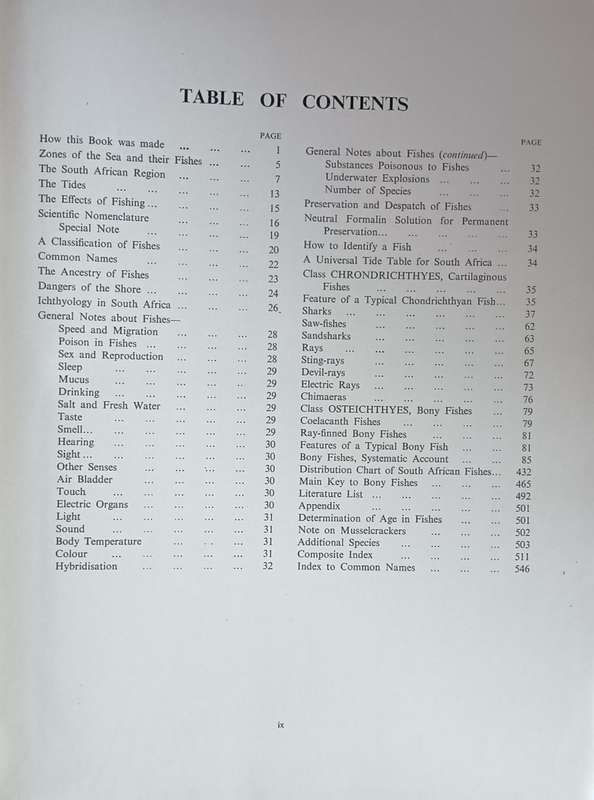 TABLE OF CONTENTS
PAGE
How this Book was made ... ... ... 1
Zones of the Sea and their Fishes ... ... 5
The South African Region ... ... ... 7
The Tides ... ... ... ... ... 13
The Effects of Fishing ... ... ... ... 15
Scientific Nomenclature ... ... ... 16
Special Note ... ... ... ... 19
A Classification of Fishes ... ... ... 20
Common Names ... ... ... ... 22
The Ancestry of Fishes ... ... ... 23
Dangers of the Shore ... ... ... ... 24
Ichthyology in South Africa ... ... ... 26
General Notes about Fishes—
Speed and Migration ... ... ... 28
Poison in Fishes ... ... ... ... 28
Sex and Reproduction ... ... ... 28
Sleep ... ... ... ... ... 29
Mucus ... ... ... ... ... 29
Drinking ... ... ... ... ... 29
Salt and Fresh Water ... ... ... 29
Taste ... ... ... ... ... 29
Smell... ... ... ... ... ... 29
Hearing ... ... ... ... ... 30
Sight ... ... ... ... ... ... 30
Other Senses ... ... ... ... 30
Air Bladder ... ... ... ... 30
Touch ... ... ... ... ... 30
Electric Organs ... ... ... ... 30
Light ... ... ... ... ... 31
Sound ... ... ... ... ... 31
Body Temperature ... ... ... ... 31
Colour ... ... ... ... ... 31
Hybridisation ... ... ... ... 32
PAGE
General Notes about Fishes (continued)—
Substances Poisonous to Fishes ... 32
Underwater Explosions ... ... ... 32
Number of Species ... ... ... 32
Preservation and Despatch of Fishes ... 33
Neutral Formalin Solution for Permanent
Preservation... ... ... ... ... 33
How to Identify a Fish ... ... ... 34
A Universal Tide Table for South Africa ... 34
Class CHRONDRICHTHYES, Cartilaginous
Fishes ... ... ... ... ... 35
Feature of a Typical Chondrichthyan Fish... 35
Sharks ... ... ... ... ... ... 37
Saw-fishes ... ... ... ... ... 62
Sandsharks ... ... ... ... ... 63
Rays ... ... ... ... ... ... 65
Sting-rays ... ... ... ... ... 67
Devil-rays ... ... ... ... ... 72
Electric Rays ... ... ... ... ... 73
Chimaeras ... ... ... ... ... 76
Class OSTEICHTHYES, Bony Fishes ... 79
Coelacanth Fishes ... ... ... ... 79
Ray-finned Bony Fishes ... ... ... 81
Features of a Typical Bony Fish ... ... 81
Bony Fishes, Systematic Account ... ... 85
Distribution Chart of South African Fishes... 432
Main Key to Bony Fishes ... ... ... 465
Literature List ... ... ... ... ... 492
Appendix ... ... ... ... ... 501
Determination of Age in Fishes ... ... 501
Note on Musselcrackers ... ... ... 502
Additional Species ... ... ... ... 503
Composite Index ... ... ... ... 511
Index to Common Names ... ... ... 546
ix